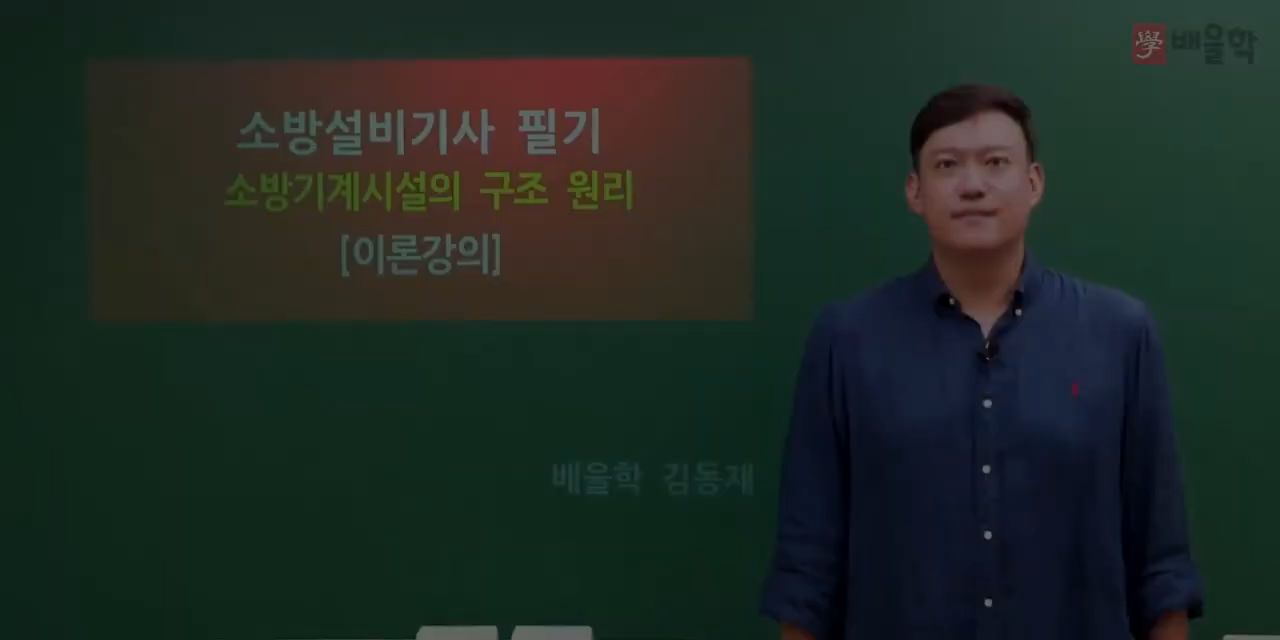 學 배울학
소방설비기사 필기
소방기계시설의 구조 원리
[이론강의]
배울학 김동재